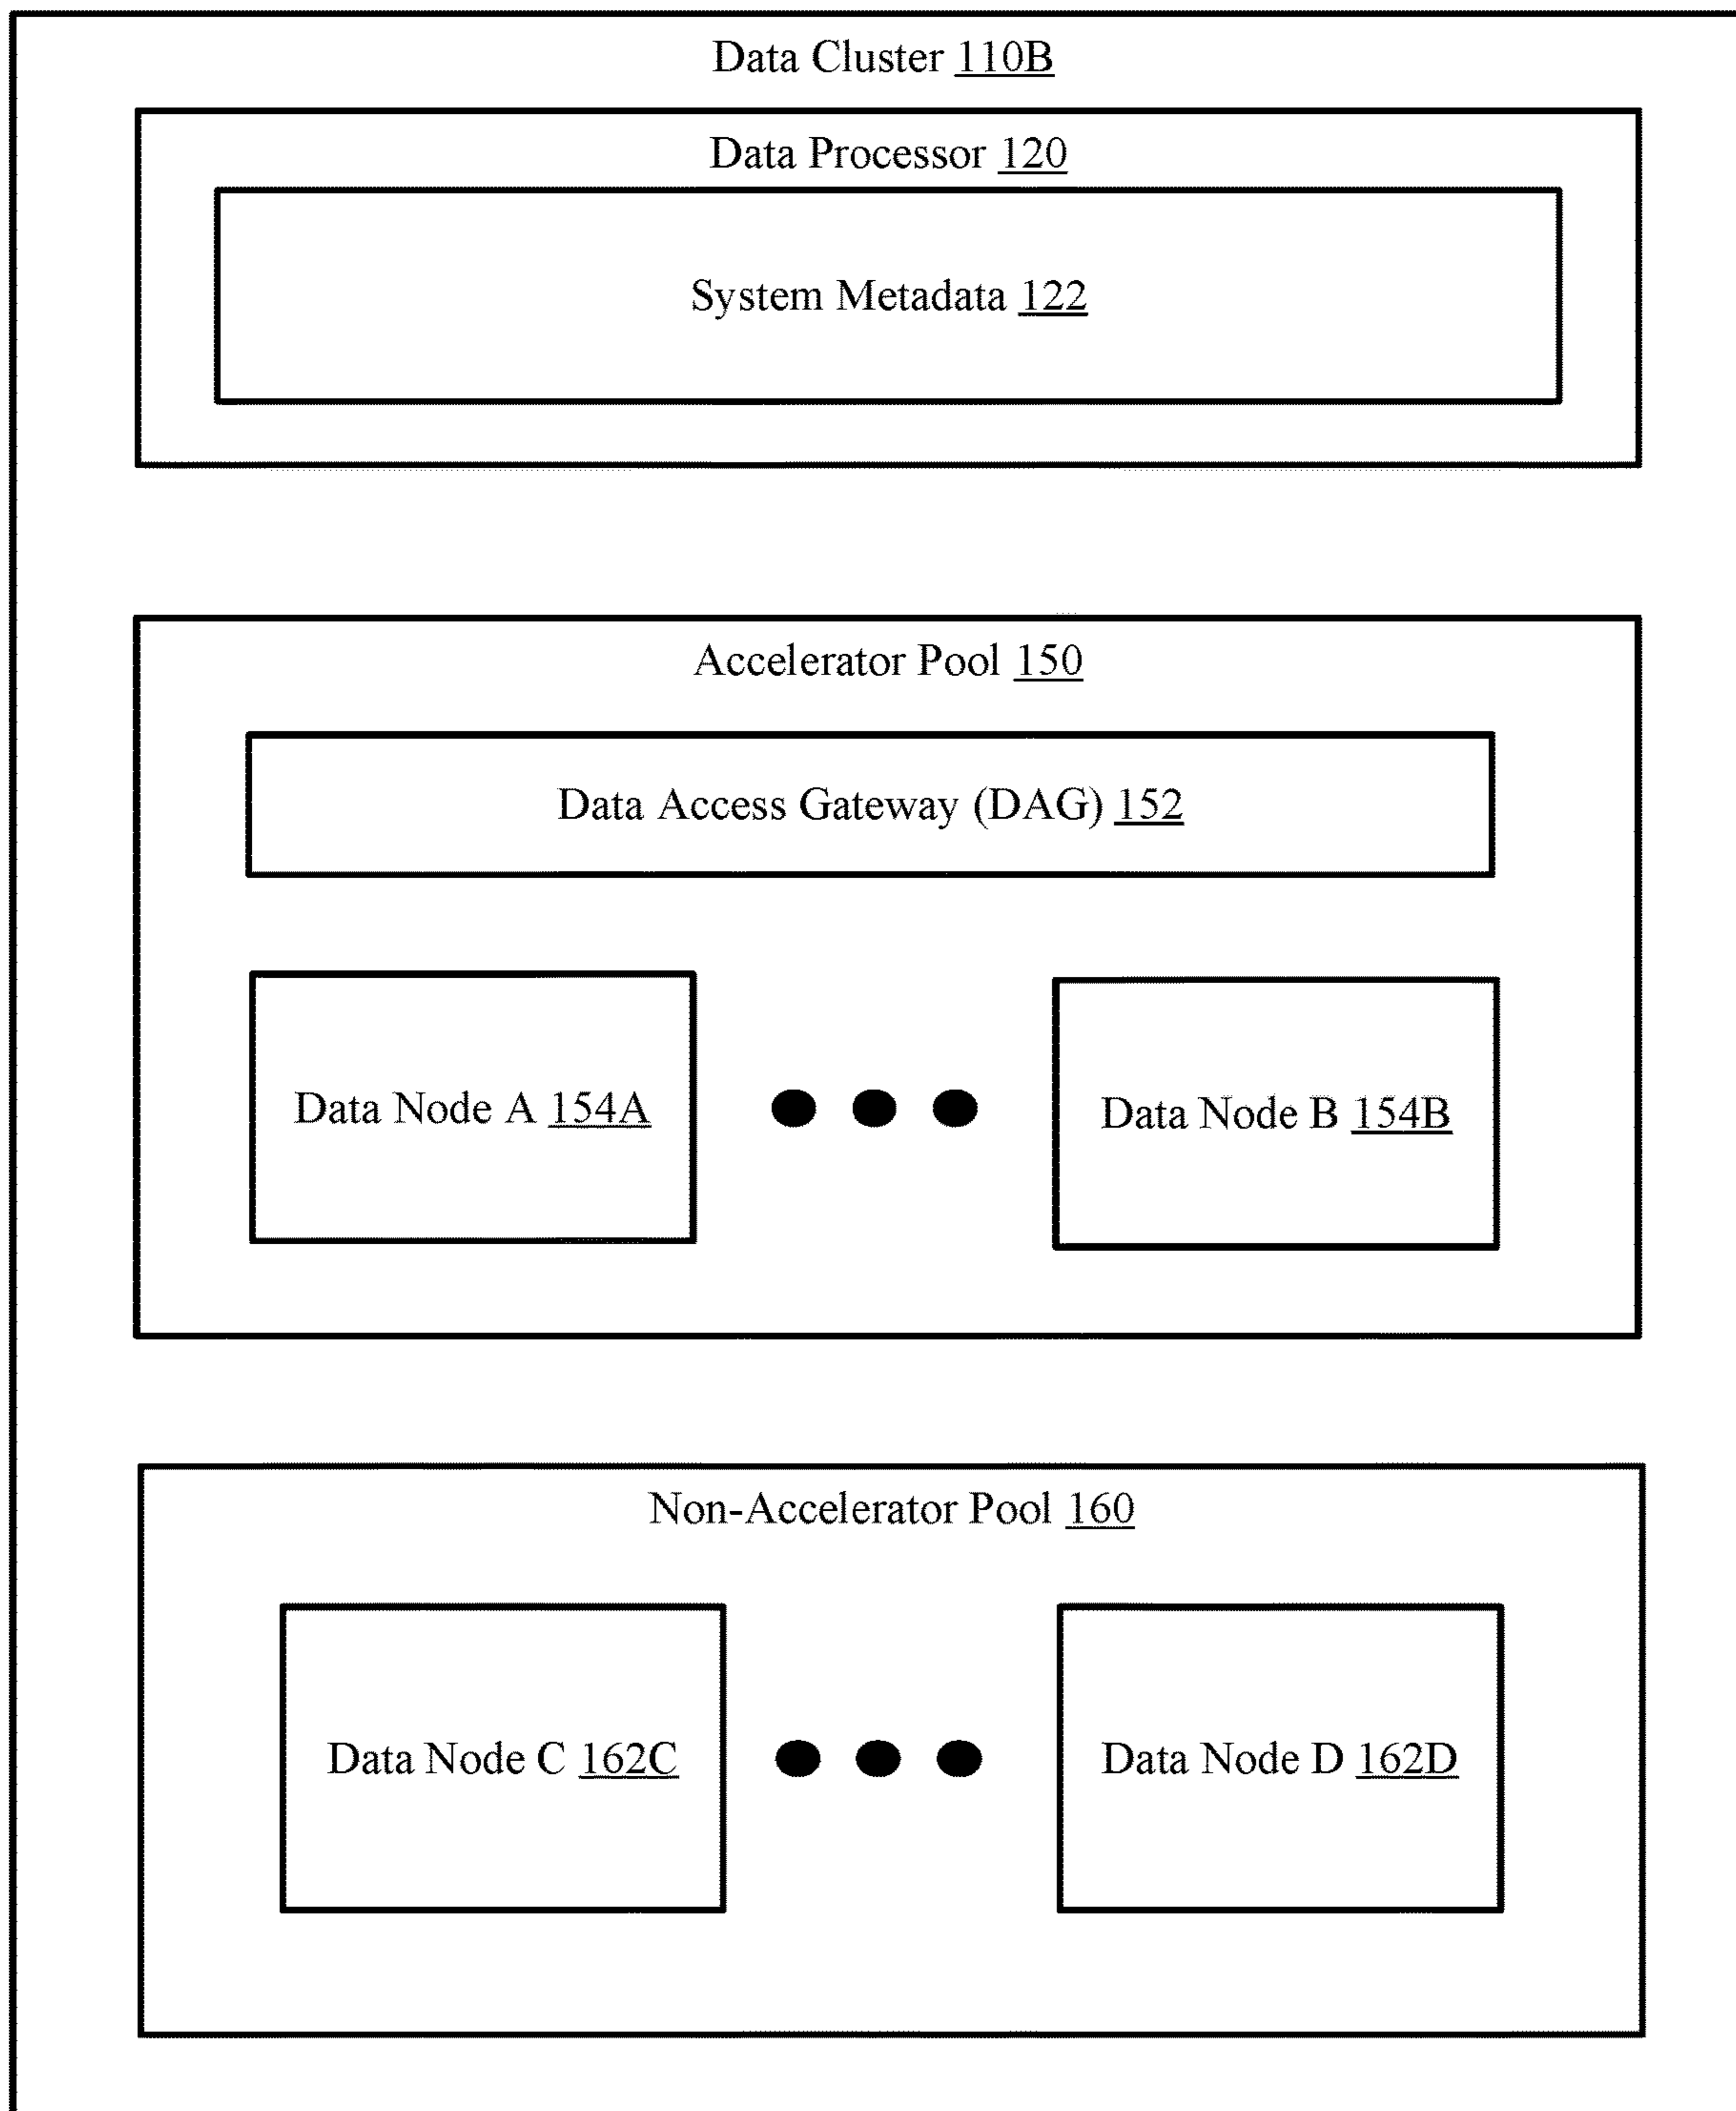 Data Cluster 110B
Data Processor 120
System Metadata 122
Accelerator Pool 150
Data Access Gateway (DAG) 152
Data Node A 154A
Data Node B 154B
Non-Accelerator Pool 160
Data Node C 162C
Data Node D 162D